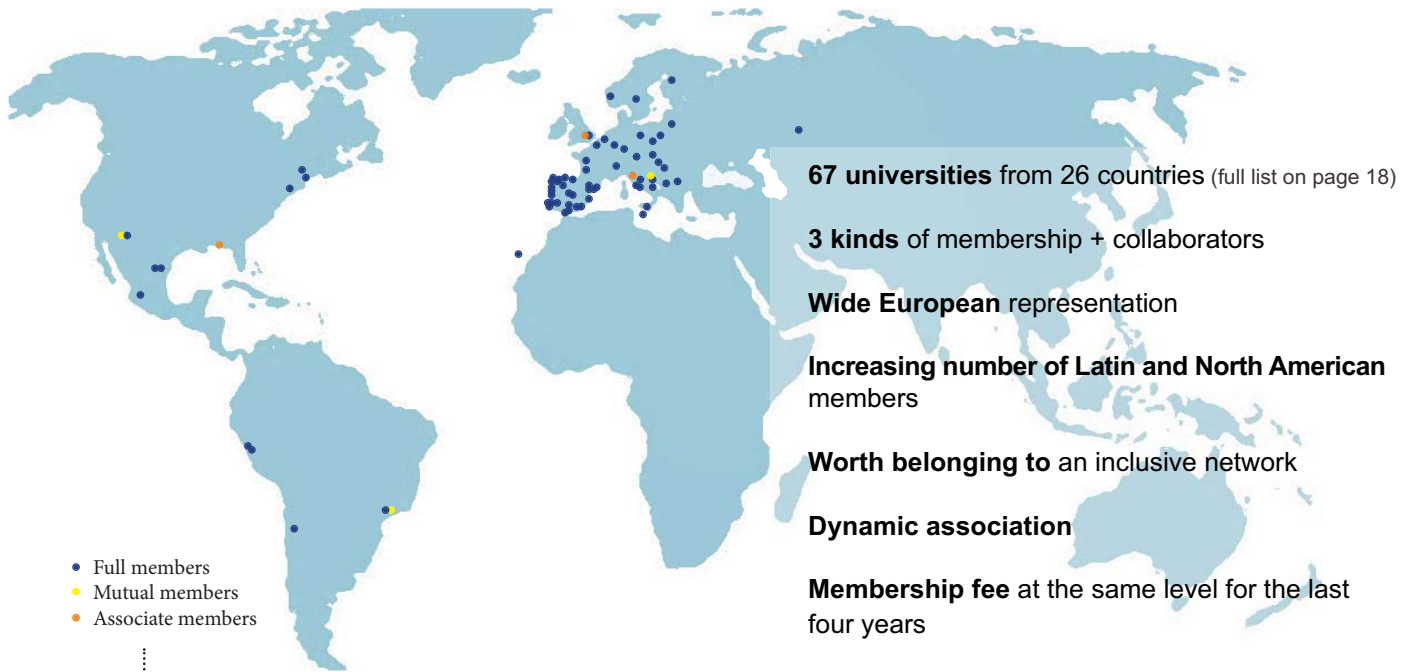 67 universities from 26 countries (full list on page 18)
3 kinds of membership + collaborators
Wide European representation
Increasing number of Latin and North American
members
Worth belonging to an inclusive network
Dynamic association
Membership fee at the same level for the last
four years
Full members
Mutual members
Associate members